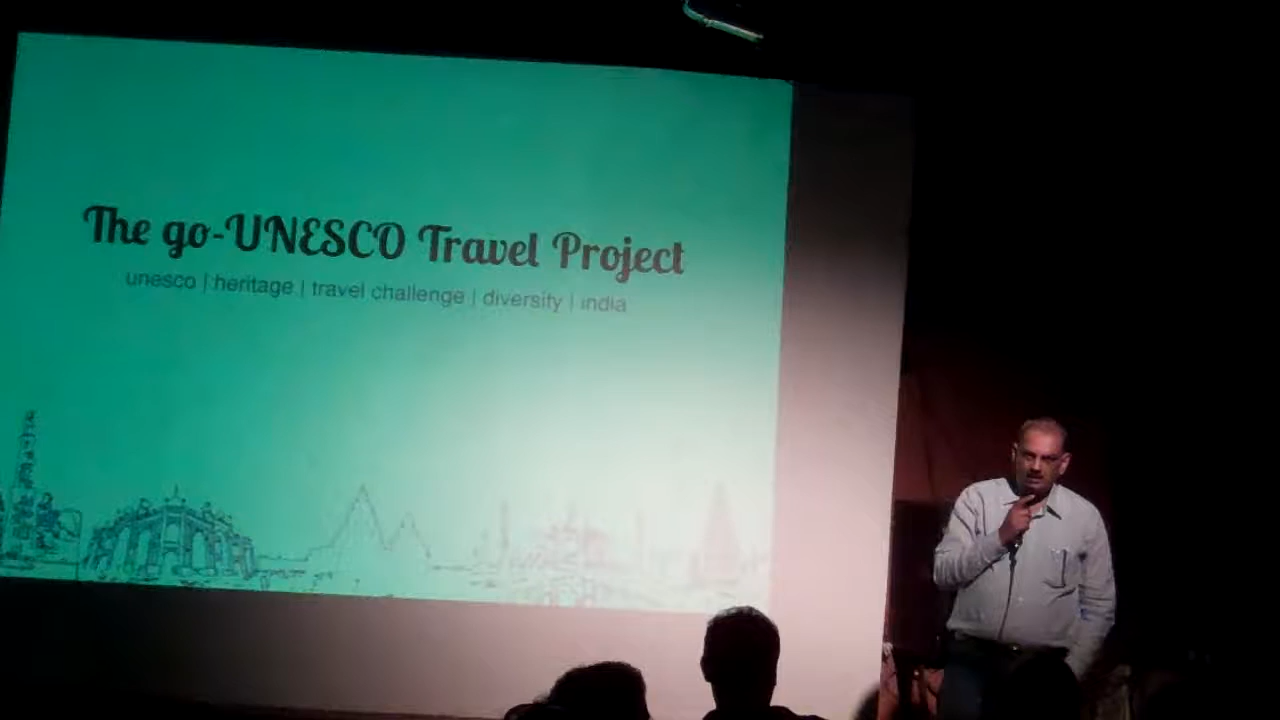 The go-UNESCO Travel Project
unesco | heritage | travel challenge | diversity | india